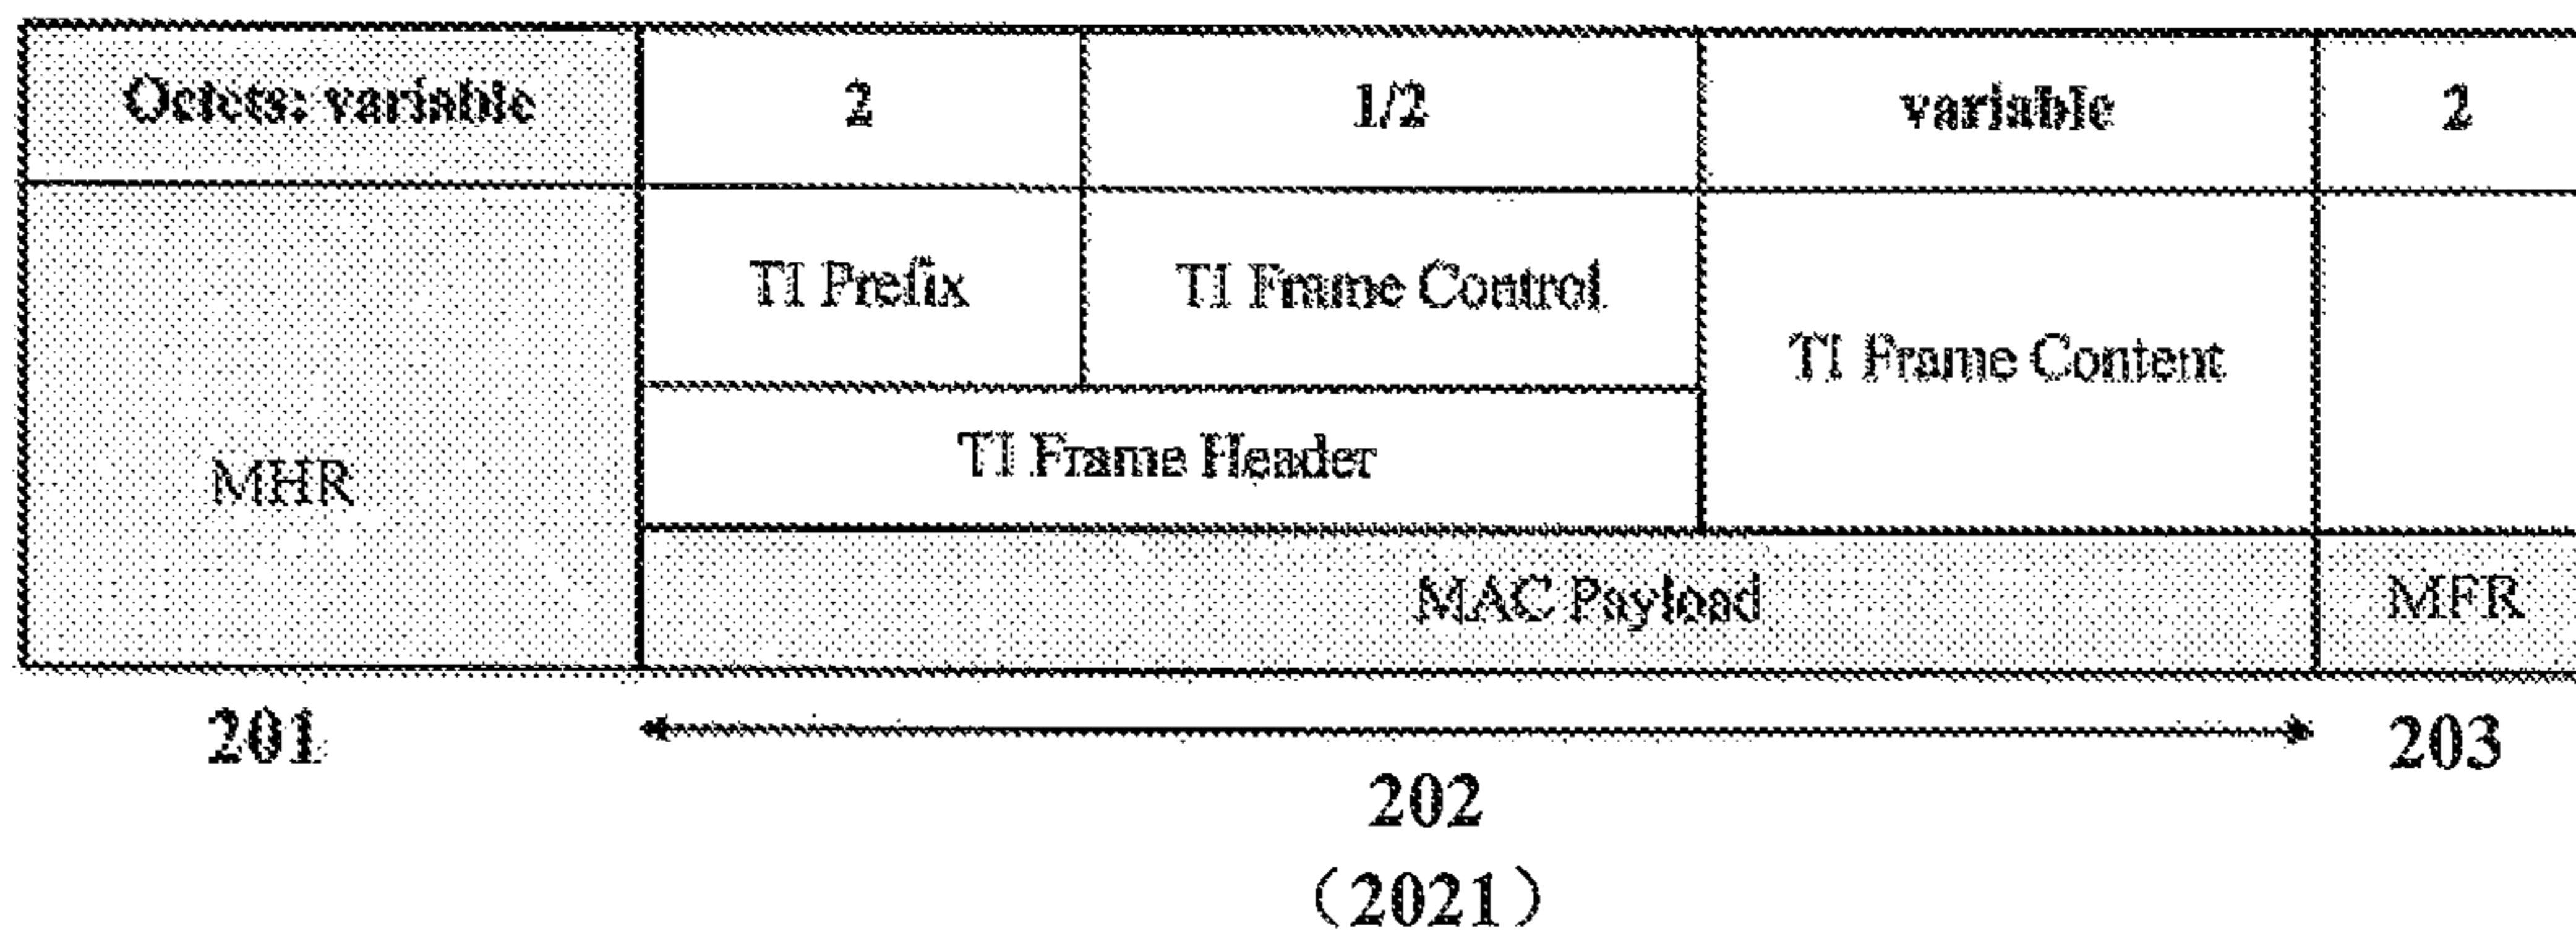 Octets: variable 2 1/2 variable 2
TI Prefix TI Frame Control
TI Frame Content
TI Frame Header
MHR
MAC Payload MFR
201 203
202
（2021）